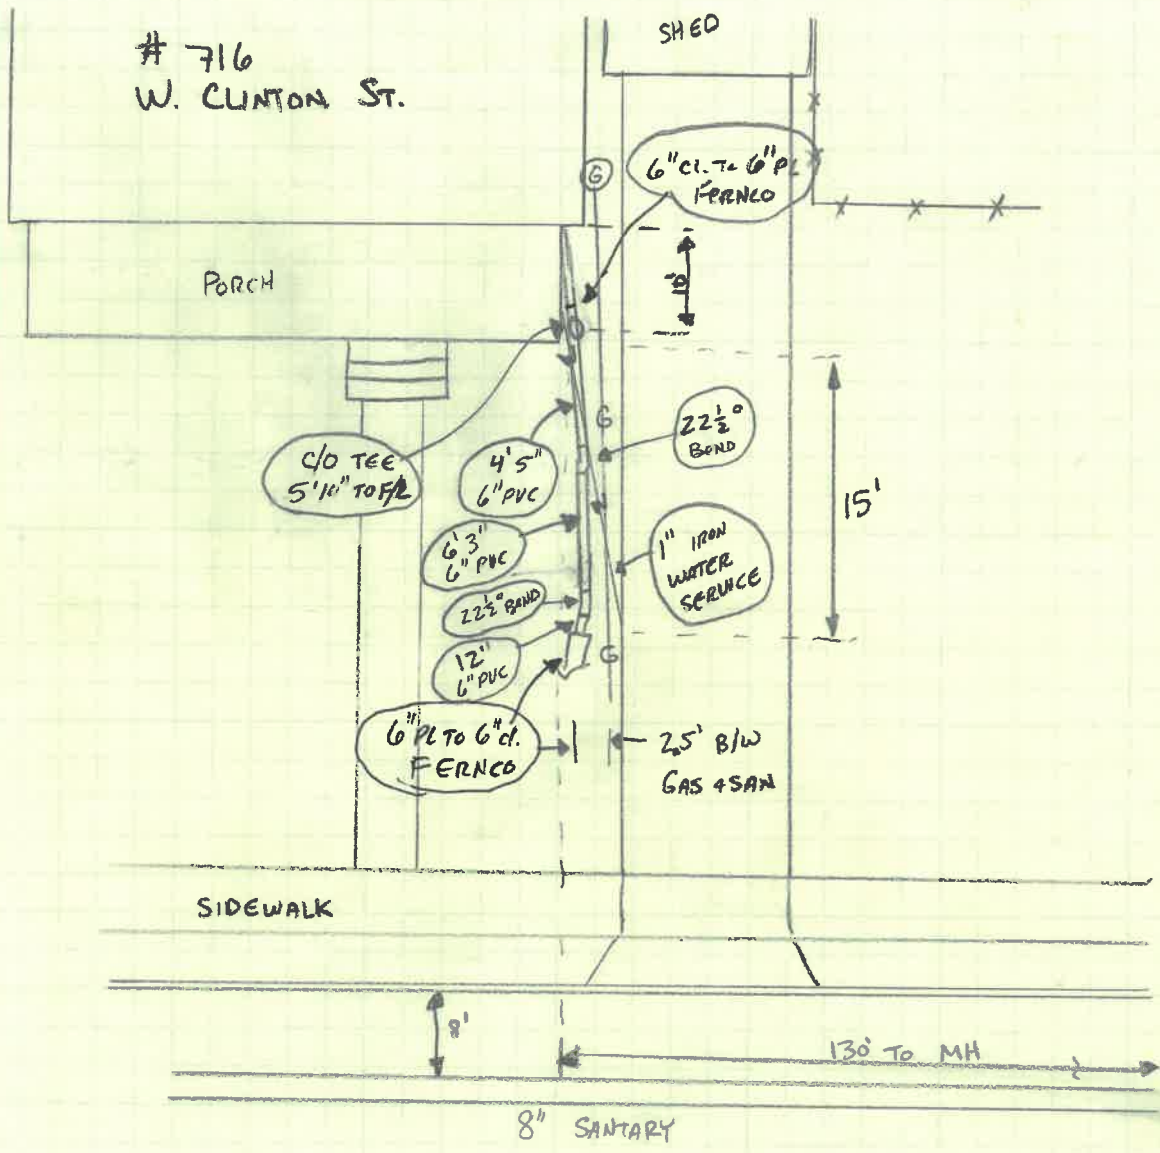 # 716
W. CLINTON ST.
SHED
G
6" CI. TO 6" PL
FERNCO
PORCH
G
22½°
BEND
C/O TEE
5'10" TO F/L
4' 5"
6" PVC
15'
6' 3"
6" PVC
1" IRON
WATER
SERVICE
22½° BEND
12"
6" PVC
G
6" PL TO 6" CI.
FERNCO
2.5' B/W
GAS & SAN
SIDEWALK
8'
130' TO MH
8" SANTARY